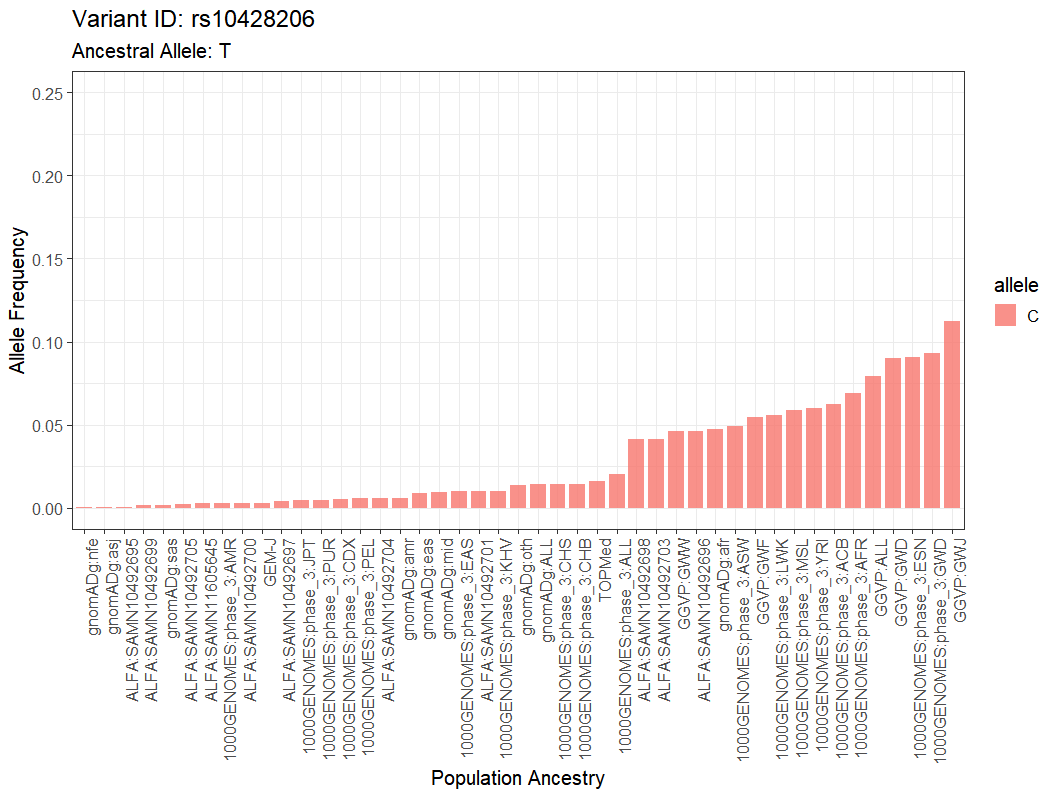 Variant ID: rs10428206
Ancestral Allele: T
0.25
0.20
0.15
0.10
0.05
0.00
Allele Frequency
allele
C
gnomADg:nfe
gnomADg:asj
ALFA:SAMN10492695
ALFA:SAMN10492699
gnomADg:sas
ALFA:SAMN10492705
ALFA:SAMN11605645
1000GENOMES:phase_3:AMR
ALFA:SAMN10492700
GEM-J
ALFA:SAMN10492697
1000GENOMES:phase_3:JPT
1000GENOMES:phase_3:PUR
1000GENOMES:phase_3:CDX
1000GENOMES:phase_3:PEL
ALFA:SAMN10492704
gnomADg:amr
gnomADg:eas
gnomADg:mid
1000GENOMES:phase_3:EAS
ALFA:SAMN10492701
1000GENOMES:phase_3:KHV
gnomADg:oth
gnomADg:ALL
1000GENOMES:phase_3:CHS
1000GENOMES:phase_3:CHB
TOPMed
1000GENOMES:phase_3:ALL
ALFA:SAMN10492698
ALFA:SAMN10492703
GGVP:GWW
ALFA:SAMN10492696
gnomADg:afr
1000GENOMES:phase_3:ASW
GGVP:GWF
1000GENOMES:phase_3:LWK
1000GENOMES:phase_3:MSL
1000GENOMES:phase_3:YRI
1000GENOMES:phase_3:ACB
1000GENOMES:phase_3:AFR
GGVP:ALL
GGVP:GWD
1000GENOMES:phase_3:ESN
1000GENOMES:phase_3:GWD
GGVP:GWJ
Population Ancestry